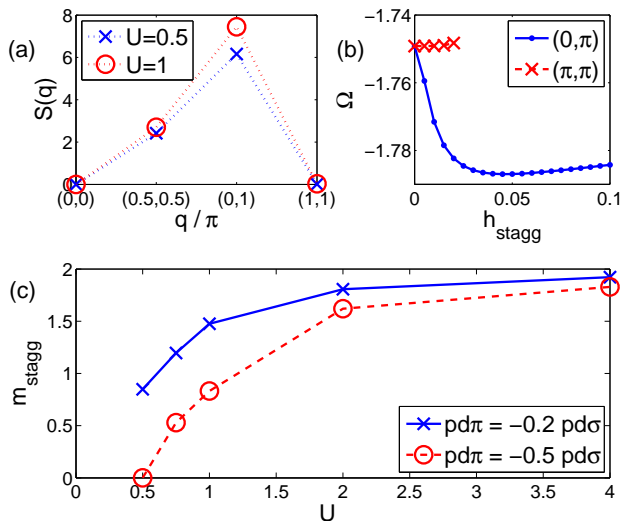 (a)
U=0.5
U=1
S(q)
8
6
4
2
0
(0,0) (0.5,0.5) (0,1) (1,1)
q / π
(b)
(0,π)
(π,π)
Ω
−1.74
−1.76
−1.78
0 0.05 0.1
h_stagg
(c)
m_stagg
2
1.5
1
0.5
0
pdπ = −0.2 pdσ
pdπ = −0.5 pdσ
0 0.5 1 1.5 2 2.5 3 3.5 4
U